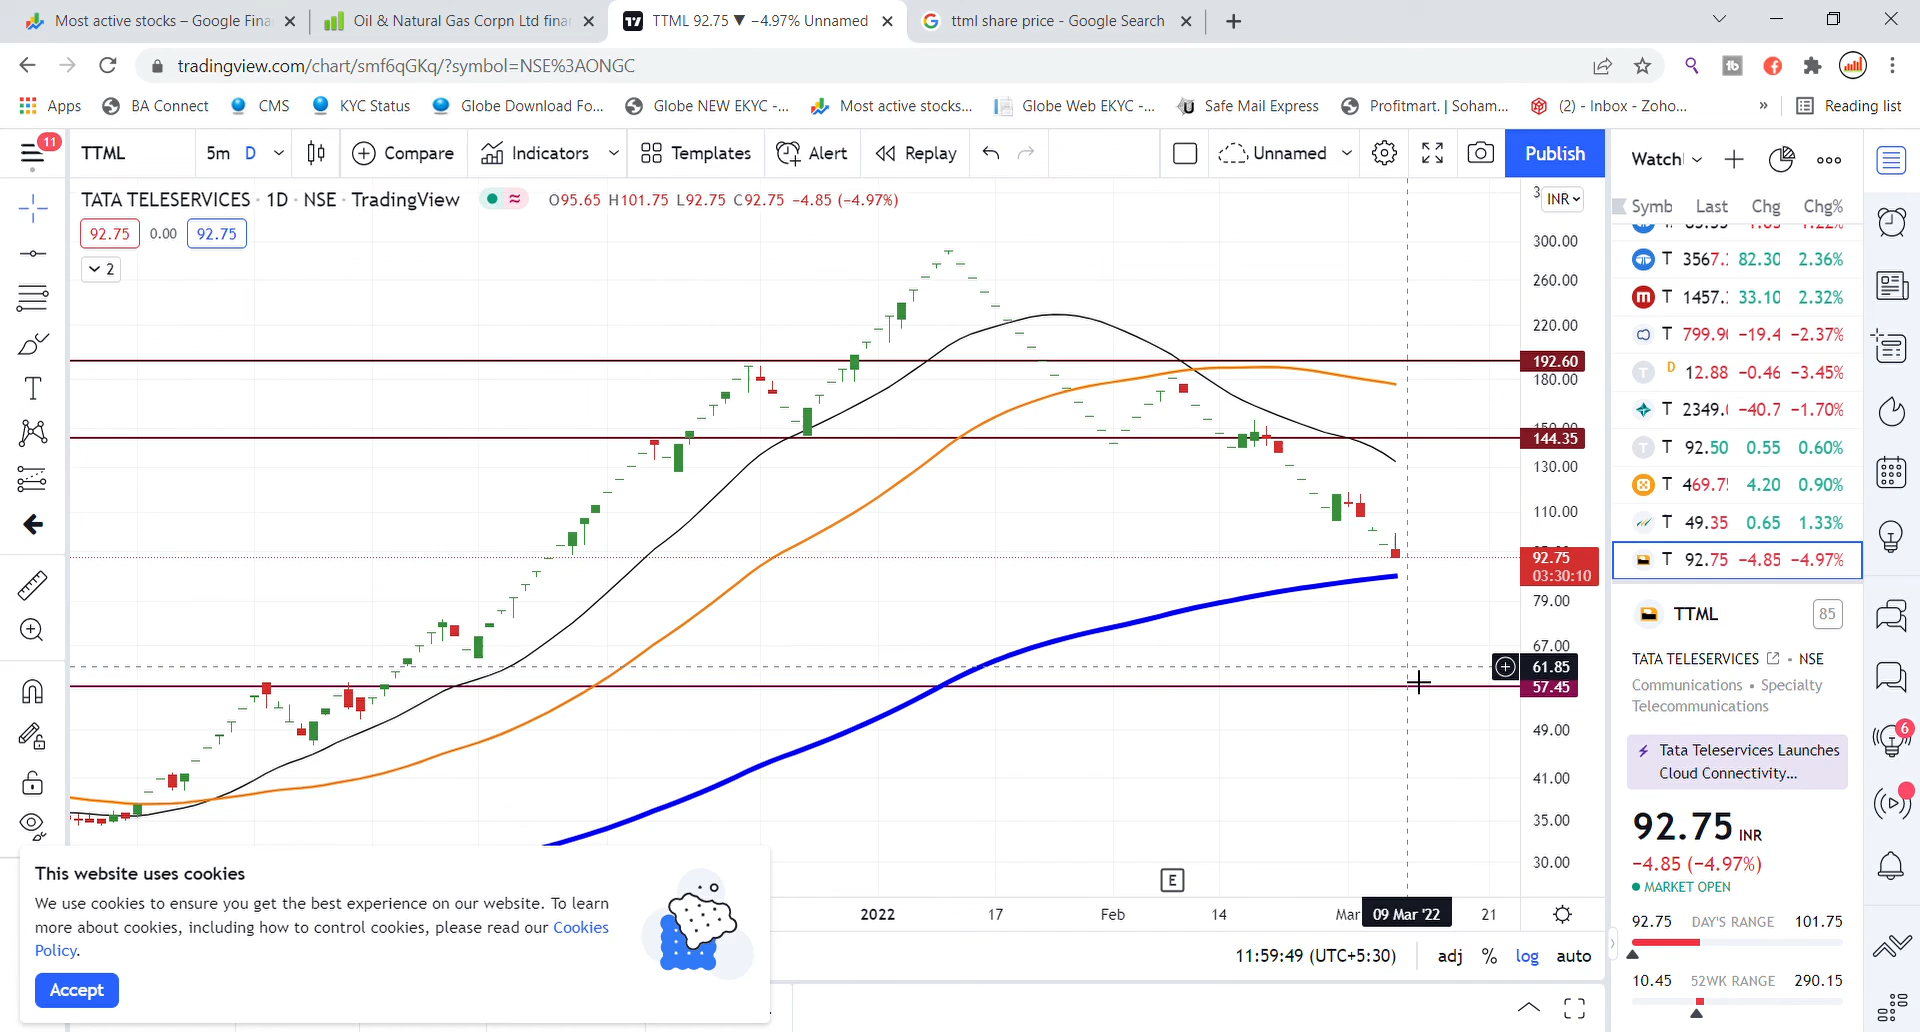 Most active stocks – Google Fina
Oil & Natural Gas Corpn Ltd finan
TTML 92.75 ▼ −4.97% Unnamed
ttml share price - Google Search
tradingview.com/chart/smf6qGKq/?symbol=NSE%3AONGC
Apps
BA Connect
CMS
KYC Status
Globe Download Fo...
Globe NEW EKYC -...
Most active stocks...
Globe Web EKYC -...
Safe Mail Express
Profitmart. | Soham...
(2) - Inbox - Zoho...
»
Reading list
11
TTML
5m D
Compare
Indicators
Templates
Alert
Replay
Unnamed
Publish
Watchl
TATA TELESERVICES · 1D · NSE · TradingView
O95.65 H101.75 L92.75 C92.75 −4.85 (−4.97%)
92.75 0.00 92.75
2
INR
300.00
260.00
220.00
192.60
180.00
144.35
130.00
110.00
92.75
03:30:10
79.00
67.00
61.85
57.45
49.00
41.00
35.00
30.00
E
2022 17 Feb 14 Mar 09 Mar '22 21
11:59:49 (UTC+5:30) adj % log auto
This website uses cookies
We use cookies to ensure you get the best experience on our website. To learn
more about cookies, including how to control cookies, please read our Cookies
Policy.
Accept
Symb Last Chg Chg%
T 3567. 82.30 2.36%
T 1457. 33.10 2.32%
T 799.90 −19.4 −2.37%
T D 12.88 −0.46 −3.45%
T 2349.0 −40.7 −1.70%
T T 92.50 0.55 0.60%
T 469.75 4.20 0.90%
T 49.35 0.65 1.33%
T 92.75 −4.85 −4.97%
TTML 85
TATA TELESERVICES • NSE
Communications • Specialty
Telecommunications
Tata Teleservices Launches
Cloud Connectivity...
92.75 INR
−4.85 (−4.97%)
MARKET OPEN
92.75 DAY'S RANGE 101.75
10.45 52WK RANGE 290.15
6